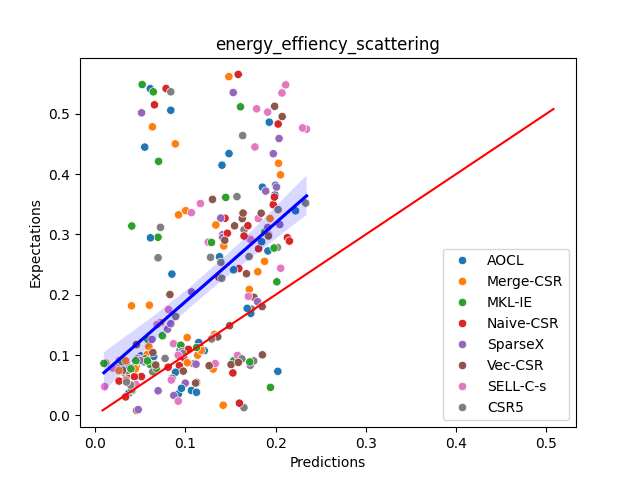 energy_effiency_scattering
Expectations
0.5
0.4
0.3
0.2
0.1
0.0
0.0 0.1 0.2 0.3 0.4 0.5
Predictions
AOCL
Merge-CSR
MKL-IE
Naive-CSR
SparseX
Vec-CSR
SELL-C-s
CSR5